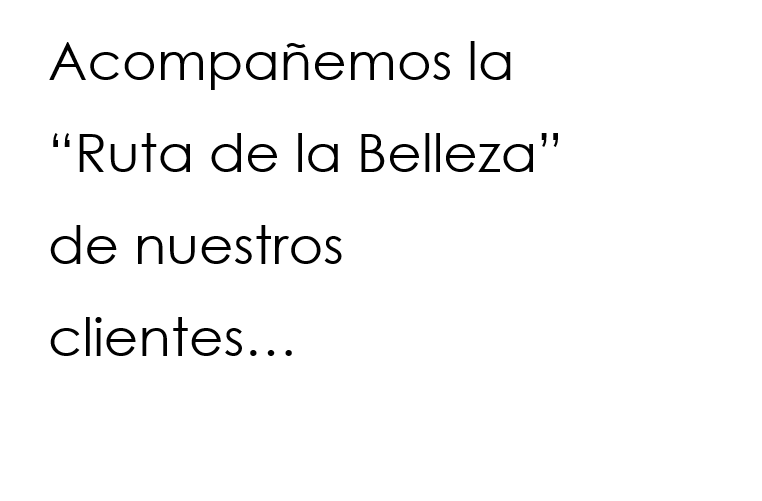 Acompañemos la
“Ruta de la Belleza”
de nuestros
clientes…